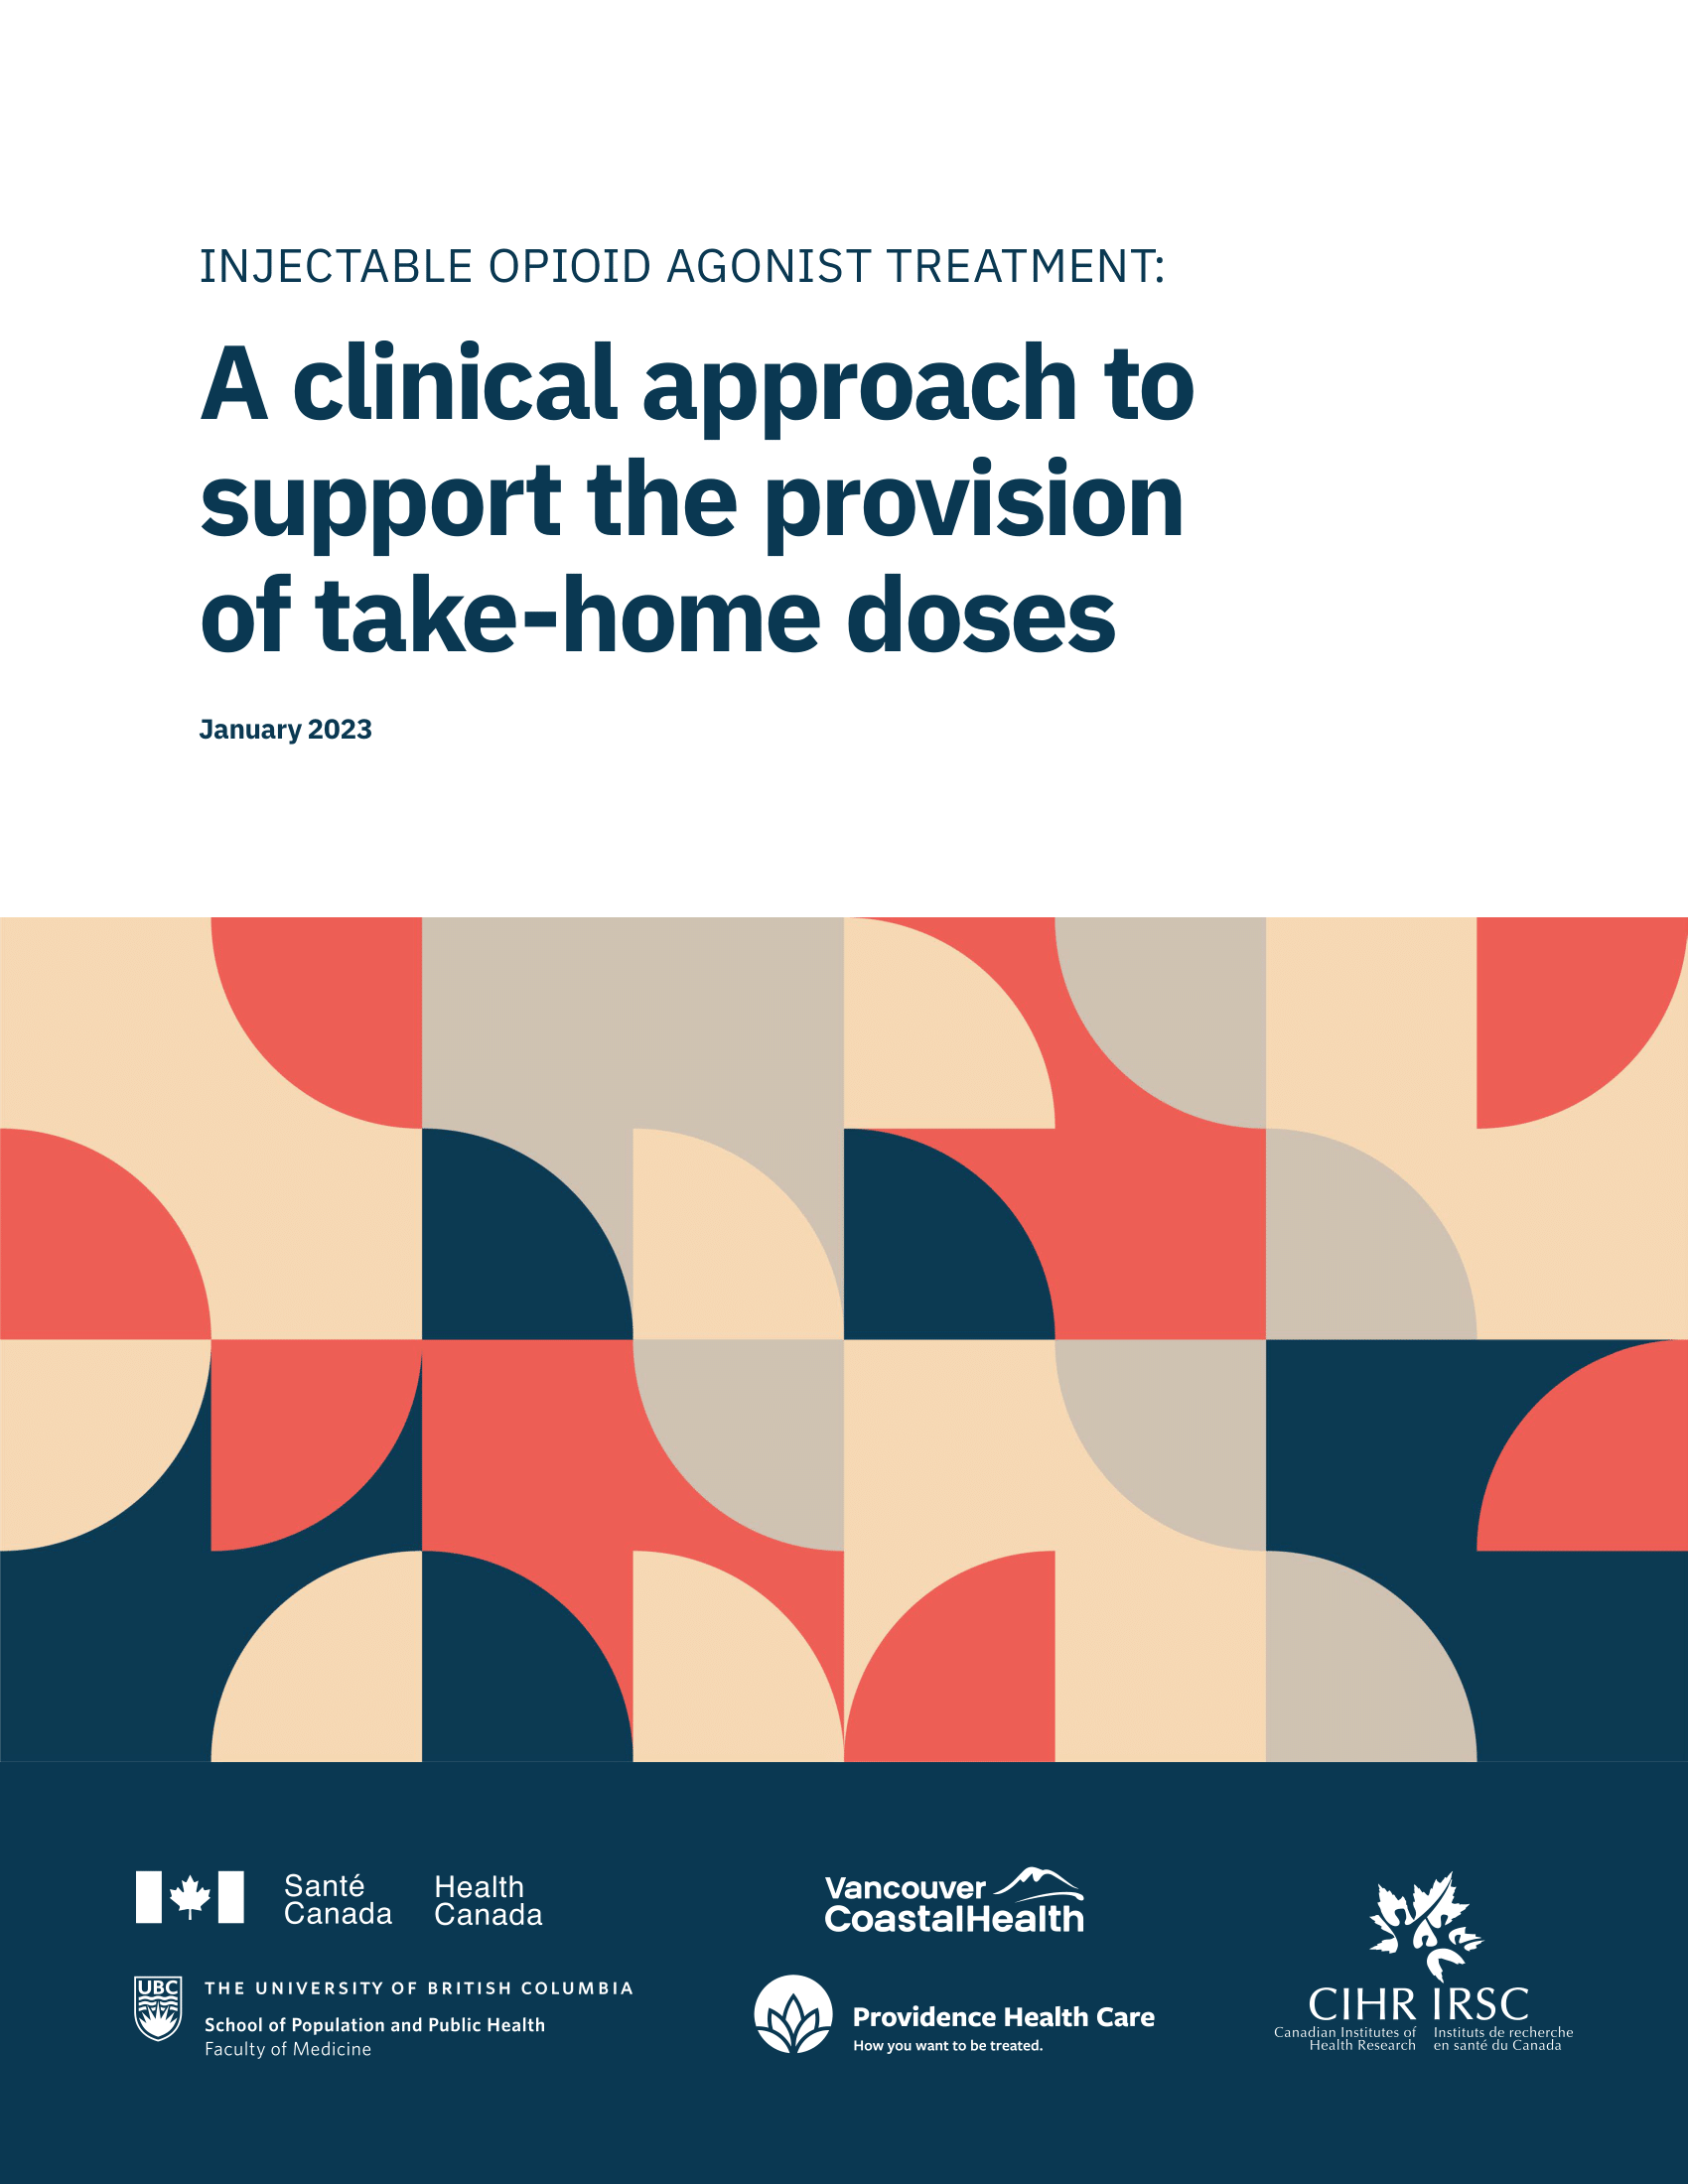 INJECTABLE OPIOID AGONIST TREATMENT:
A clinical approach to
support the provision
of take-home doses
January 2023
Santé
Canada
Health
Canada
Vancouver
CoastalHealth
UBC
THE UNIVERSITY OF BRITISH COLUMBIA
School of Population and Public Health
Faculty of Medicine
Providence Health Care
How you want to be treated.
CIHR IRSC
Canadian Institutes of
Health Research
Instituts de recherche
en santé du Canada